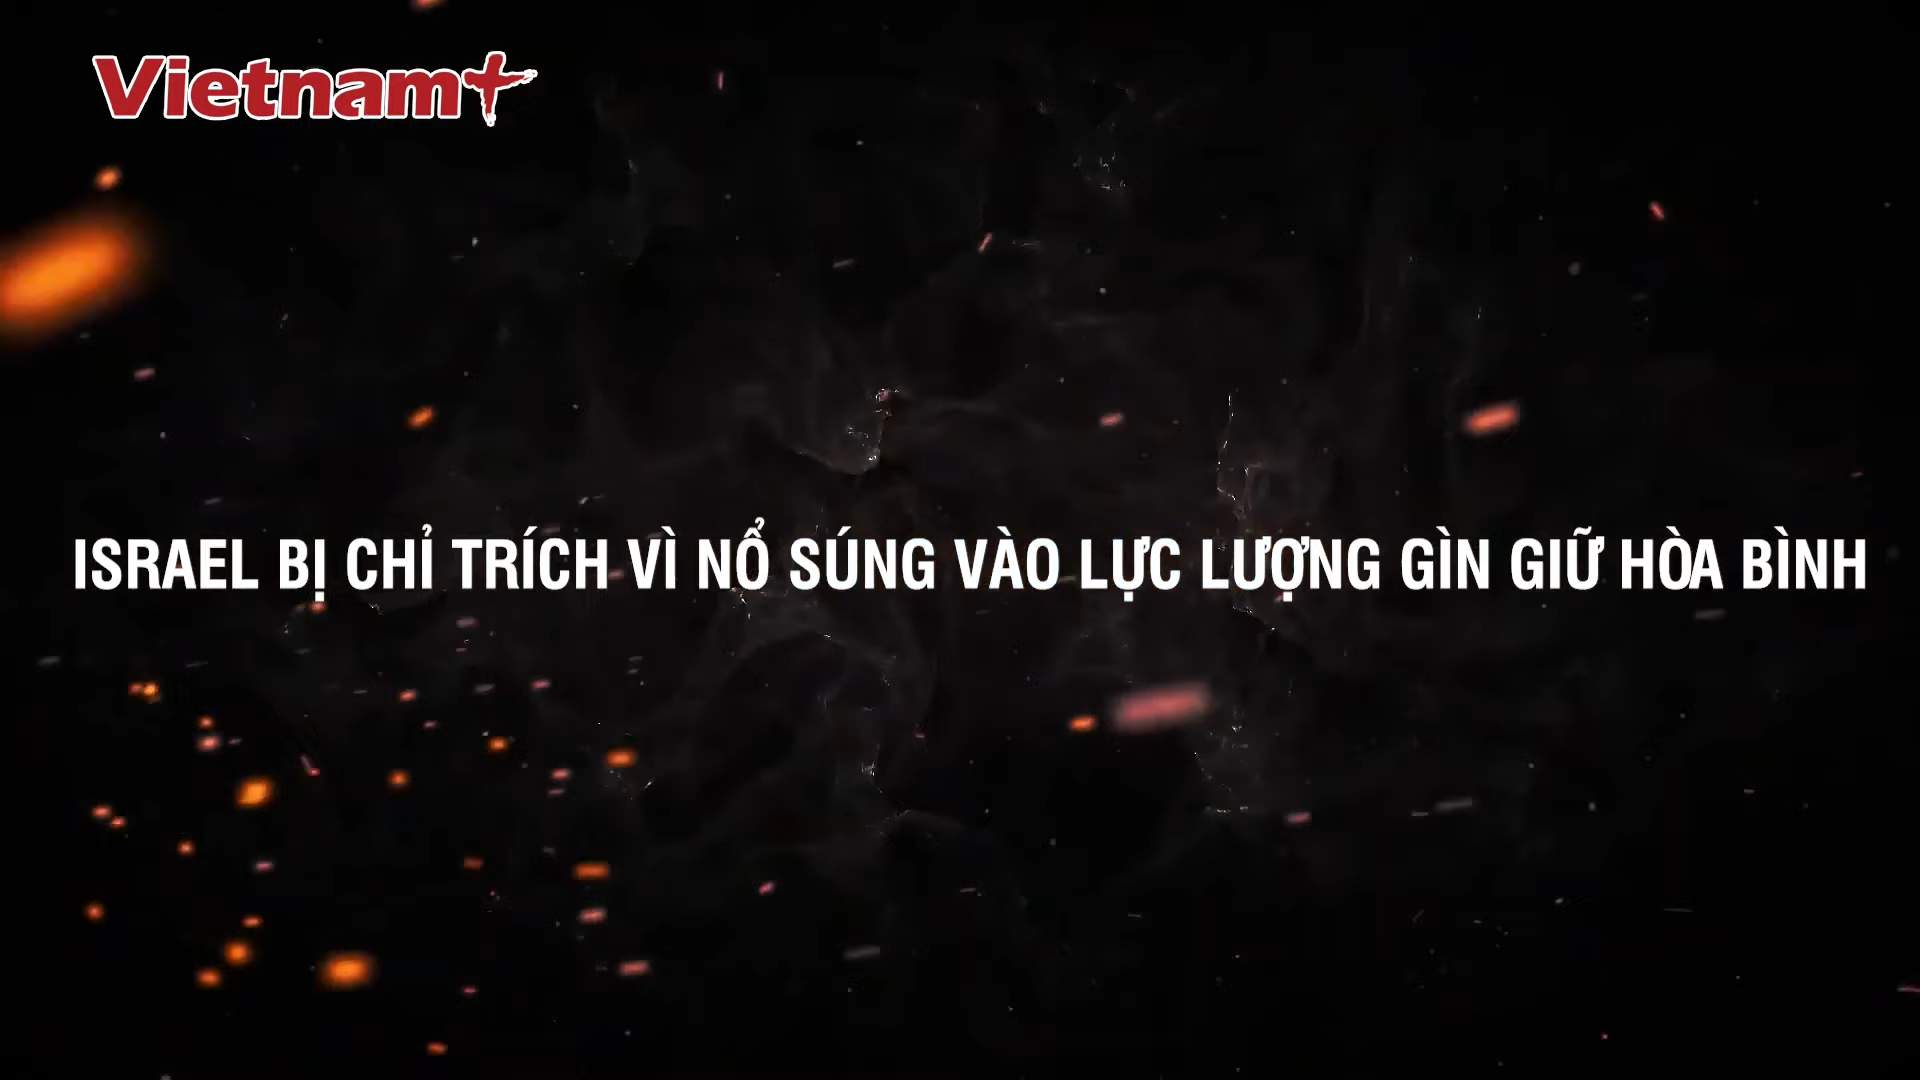 Vietnam+
ISRAEL BỊ CHỈ TRÍCH VÌ NỔ SÚNG VÀO LỰC LƯỢNG GÌN GIỮ HÒA BÌNH